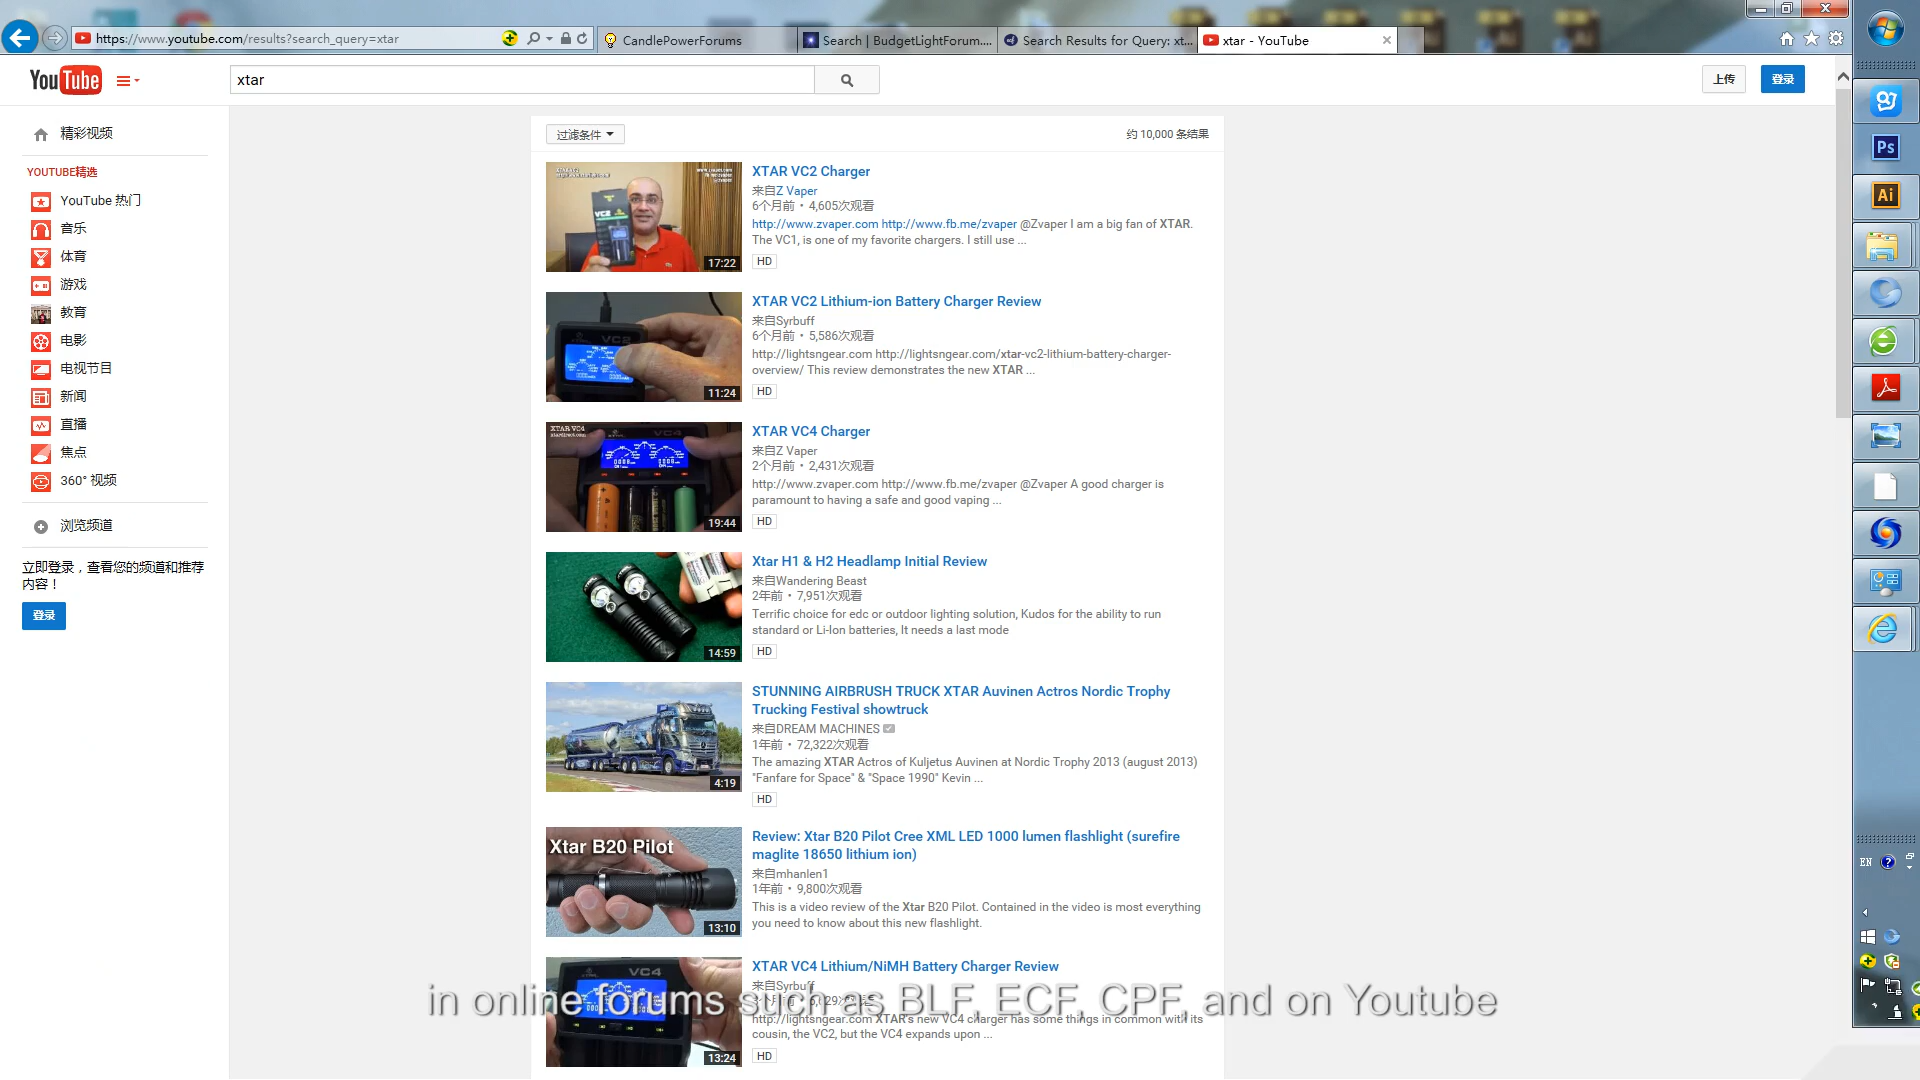 https://www.youtube.com/results?search_query=xtar
CandlePowerForums
Search | BudgetLightForum....
Search Results for Query: xt...
xtar - YouTube
YouTube
xtar
上传
登录
精彩视频
YOUTUBE精选
YouTube 热门
音乐
体育
游戏
教育
电影
电视节目
新闻
直播
焦点
360° 视频
浏览频道
立即登录，查看您的频道和推荐
内容！
登录
过滤条件
约 10,000 条结果
XTAR VC2 Charger
来自Z Vaper
6个月前 • 4,605次观看
http://www.zvaper.com http://www.fb.me/zvaper @Zvaper I am a big fan of XTAR.
The VC1, is one of my favorite chargers. I still use ...
HD
VC2
17:22
XTAR VC2 Lithium-ion Battery Charger Review
来自Syrbuff
6个月前 • 5,586次观看
http://lightsngear.com http://lightsngear.com/xtar-vc2-lithium-battery-charger-
overview/ This review demonstrates the new XTAR ...
HD
VC2
11:24
XTAR VC4 Charger
来自Z Vaper
2个月前 • 2,431次观看
http://www.zvaper.com http://www.fb.me/zvaper @Zvaper A good charger is
paramount to having a safe and good vaping ...
HD
XTAR VC4
xtardirect.com
VC4
19:44
Xtar H1 & H2 Headlamp Initial Review
来自Wandering Beast
2年前 • 7,951次观看
Terrific choice for edc or outdoor lighting solution, Kudos for the ability to run
standard or Li-Ion batteries, It needs a last mode
HD
14:59
STUNNING AIRBRUSH TRUCK XTAR Auvinen Actros Nordic Trophy
Trucking Festival showtruck
来自DREAM MACHINES
1年前 • 72,322次观看
The amazing XTAR Actros of Kuljetus Auvinen at Nordic Trophy 2013 (august 2013)
"Fanfare for Space" & "Space 1990" Kevin ...
HD
4:19
Review: Xtar B20 Pilot Cree XML LED 1000 lumen flashlight (surefire
maglite 18650 lithium ion)
来自mhanlen1
1年前 • 9,800次观看
This is a video review of the Xtar B20 Pilot. Contained in the video is most everything
you need to know about this new flashlight.
Xtar B20 Pilot
13:10
XTAR VC4 Lithium/NiMH Battery Charger Review
来自Syrbuff
http://lightsngear.com XTAR's new VC4 charger has some things in common with its
cousin, the VC2, but the VC4 expands upon ...
HD
VC4
13:24
in online forums such as BLF, ECF, CPF, and on Youtube
Ps
Ai
EN